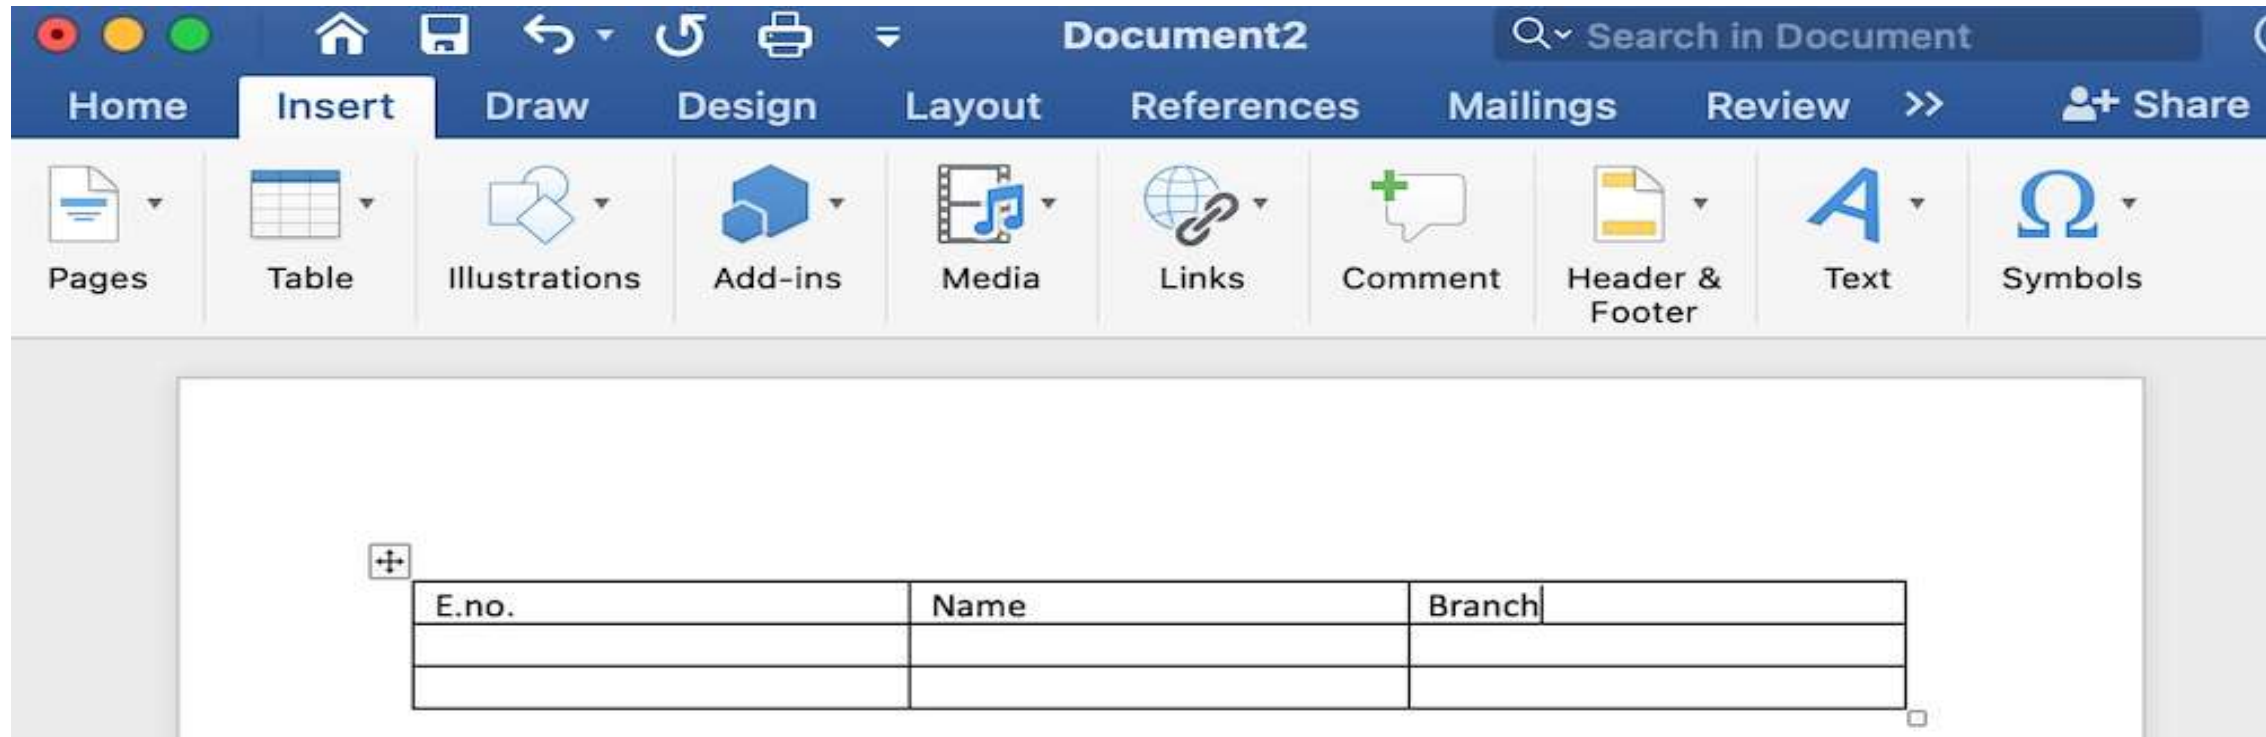 Document2 Search in Document
Home Insert Draw Design Layout References Mailings Review >> Share
Pages Table Illustrations Add-ins Media Links Comment Header & Text Symbols
Footer
E.no. Name Branch